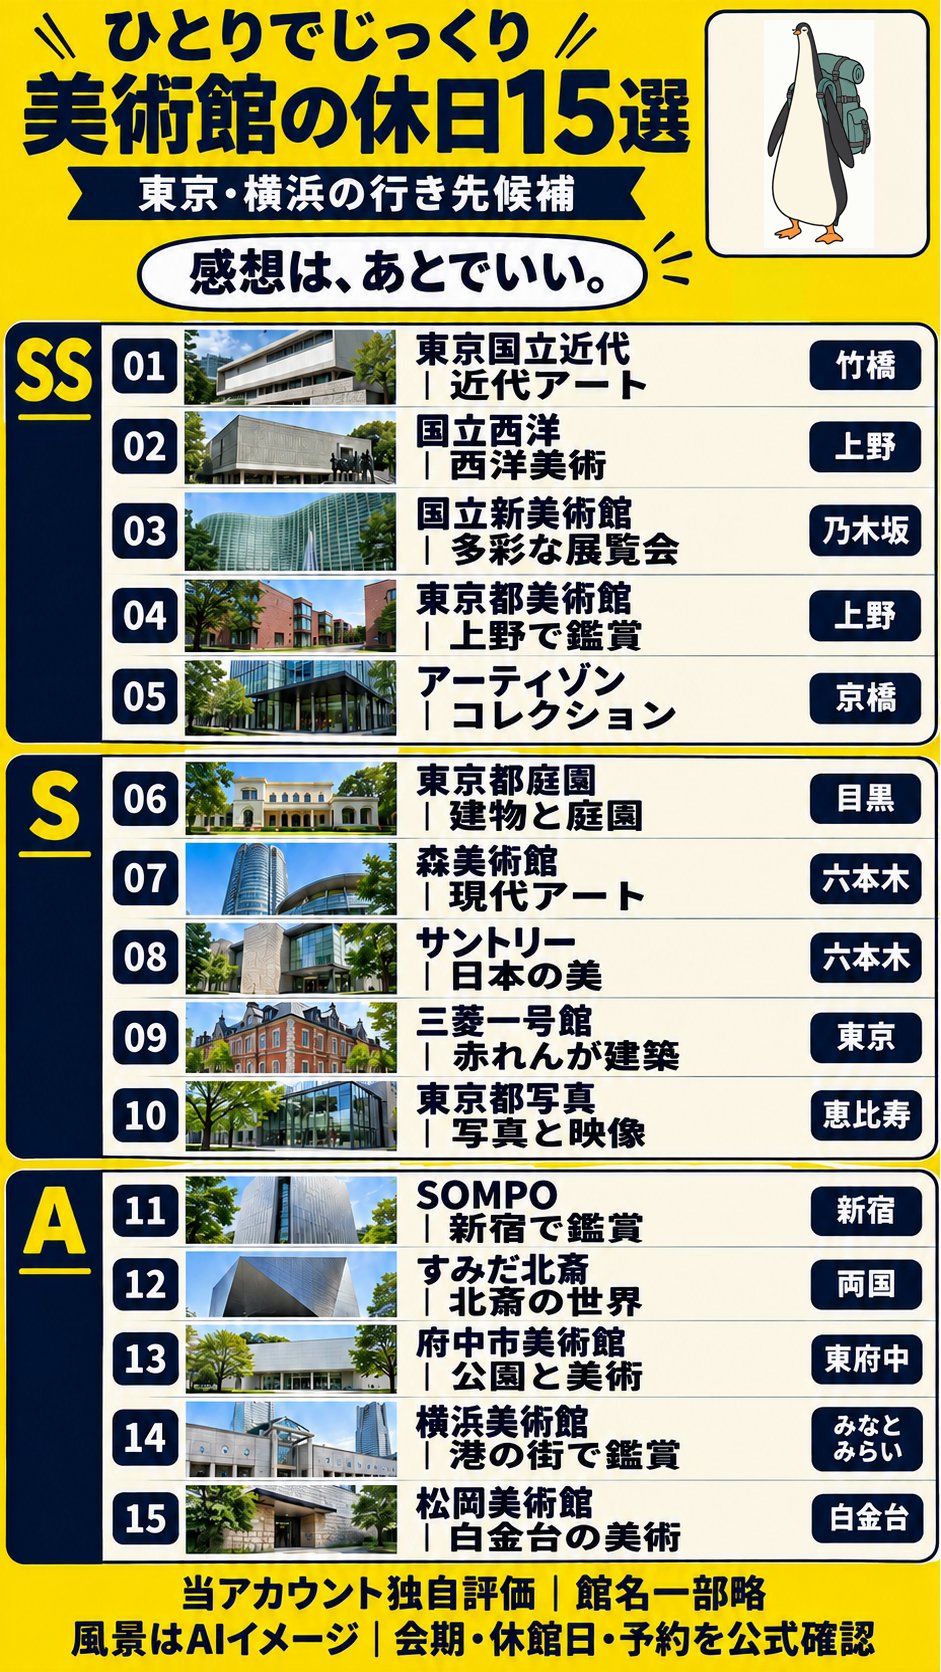 ひとりでじっくり
美術館の休日15選
東京・横浜の行き先候補
感想は、あとでいい。
SS
01
東京国立近代
｜近代アート
竹橋
02
国立西洋
｜西洋美術
上野
03
国立新美術館
｜多彩な展覧会
乃木坂
04
東京都美術館
｜上野で鑑賞
上野
05
アーティゾン
｜コレクション
京橋
S
06
東京都庭園
｜建物と庭園
目黒
07
森美術館
｜現代アート
六本木
08
サントリー
｜日本の美
六本木
09
三菱一号館
｜赤れんが建築
東京
10
東京都写真
｜写真と映像
恵比寿
A
11
SOMPO
｜新宿で鑑賞
新宿
12
すみだ北斎
｜北斎の世界
両国
13
府中市美術館
｜公園と美術
東府中
14
横浜美術館
｜港の街で鑑賞
みなと
みらい
15
松岡美術館
｜白金台の美術
白金台
当アカウント独自評価｜館名一部略
風景はAIイメージ｜会期・休館日・予約を公式確認